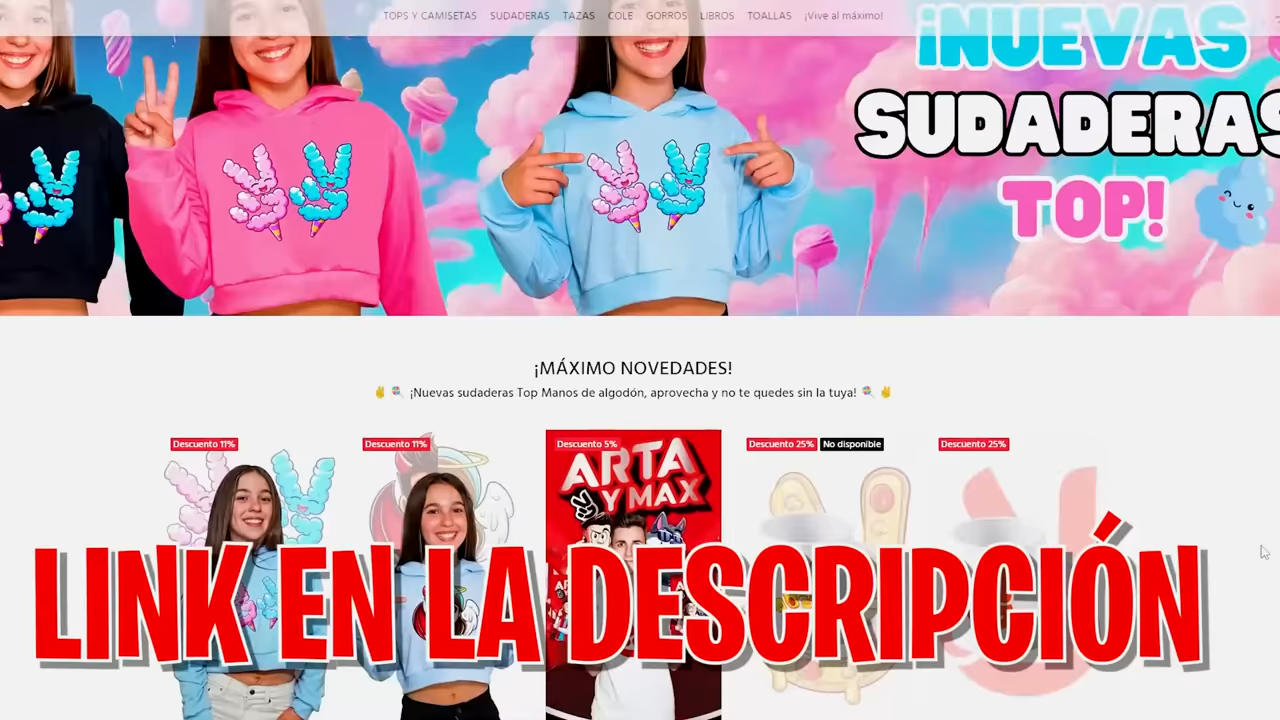 TOPS Y CAMISETAS SUDADERAS TAZAS COLE GORROS LIBROS TOALLAS ¡Vive al máximo!
¡NUEVAS
SUDADERAS
TOP!
¡MÁXIMO NOVEDADES!
¡Nuevas sudaderas Top Manos de algodón, aprovecha y no te quedes sin la tuya!
Descuento 11% Descuento 11% Descuento 5% Descuento 25% No disponible Descuento 25%
ARTA
Y MAX
LINK EN LA DESCRIPCIÓN